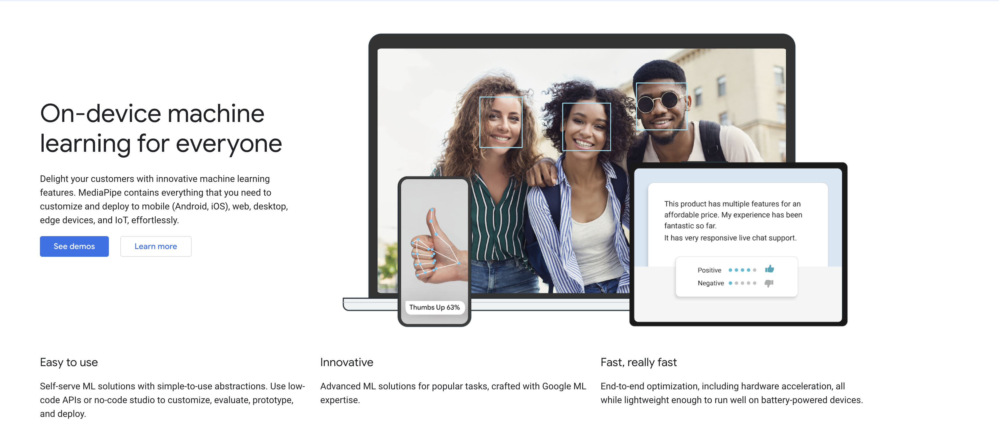 On-device machine
learning for everyone
Delight your customers with innovative machine learning
features. MediaPipe contains everything that you need to
customize and deploy to mobile (Android, iOS), web, desktop,
edge devices, and IoT, effortlessly.
See demos
Learn more
Thumbs Up 63%
This product has multiple features for an
affordable price. My experience has been
fantastic so far.
It has very responsive live chat support.
Positive
Negative
Easy to use
Self-serve ML solutions with simple-to-use abstractions. Use low-
code APIs or no-code studio to customize, evaluate, prototype,
and deploy.
Innovative
Advanced ML solutions for popular tasks, crafted with Google ML
expertise.
Fast, really fast
End-to-end optimization, including hardware acceleration, all
while lightweight enough to run well on battery-powered devices.